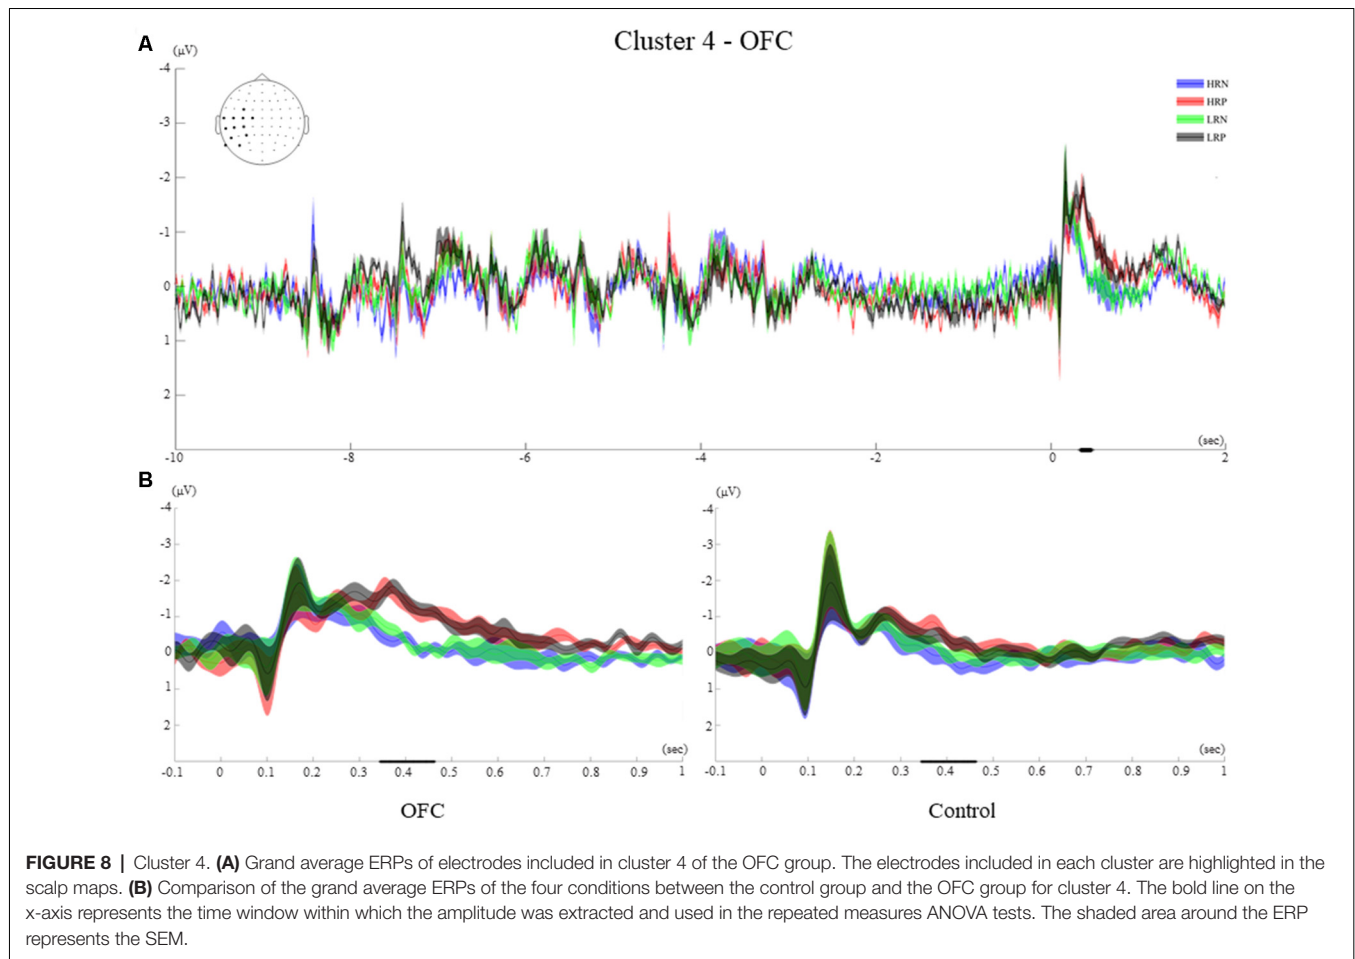 A
(μV)
Cluster 4 - OFC
-4
-3
-2
-1
0
1
2
HRN
HRP
LRN
LRP
(sec)
-10 -8 -6 -4 -2 0 2
B
(μV)
-4
-3
-2
-1
0
1
2
(sec)
-0.1 0 0.1 0.2 0.3 0.4 0.5 0.6 0.7 0.8 0.9 1
OFC
(μV)
-4
-3
-2
-1
0
1
2
(sec)
-0.1 0 0.1 0.2 0.3 0.4 0.5 0.6 0.7 0.8 0.9 1
Control
FIGURE 8 | Cluster 4. (A) Grand average ERPs of electrodes included in cluster 4 of the OFC group. The electrodes included in each cluster are highlighted in the
scalp maps. (B) Comparison of the grand average ERPs of the four conditions between the control group and the OFC group for cluster 4. The bold line on the
x-axis represents the time window within which the amplitude was extracted and used in the repeated measures ANOVA tests. The shaded area around the ERP
represents the SEM.